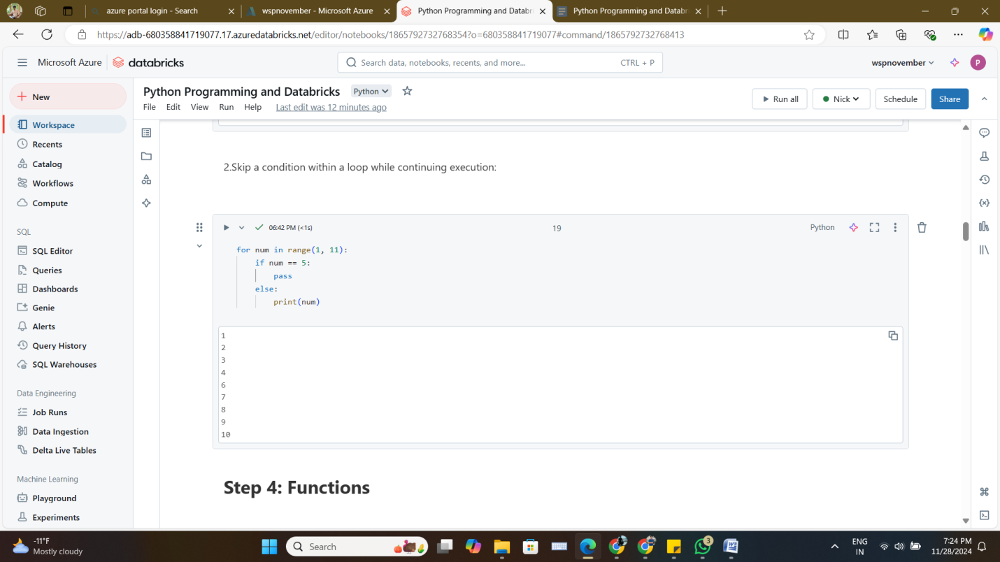 azure portal login - Search
wspnovember - Microsoft Azure
Python Programming and Databri
Python Programming and Databri
https://adb-680358841719077.17.azuredatabricks.net/editor/notebooks/1865792732768354?o=680358841719077#command/1865792732768413
Microsoft Azure
databricks
Search data, notebooks, recents, and more...
CTRL + P
wspnovember
P
New
Workspace
Recents
Catalog
Workflows
Compute
SQL
SQL Editor
Queries
Dashboards
Genie
Alerts
Query History
SQL Warehouses
Data Engineering
Job Runs
Data Ingestion
Delta Live Tables
Machine Learning
Playground
Experiments
Python Programming and Databricks
Python
File Edit View Run Help Last edit was 12 minutes ago
Run all
Nick
Schedule
Share
2.Skip a condition within a loop while continuing execution:
06:42 PM (<1s)
19
Python
for num in range(1, 11):
    if num == 5:
        pass
    else:
        print(num)
1
2
3
4
6
7
8
9
10
Step 4: Functions
-11°F
Mostly cloudy
Search
3
ENG
IN
7:24 PM
11/28/2024